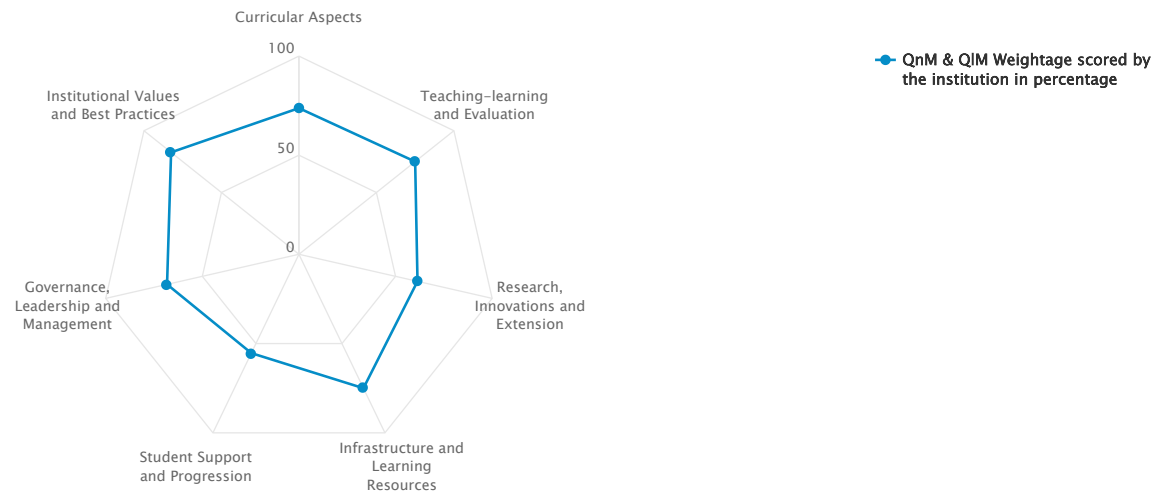 Curricular Aspects
100
50
0
Teaching-learning
and Evaluation
Research,
Innovations and
Extension
Infrastructure and
Learning
Resources
Student Support
and Progression
Governance,
Leadership and
Management
Institutional Values
and Best Practices
QnM & QlM Weightage scored by
the institution in percentage